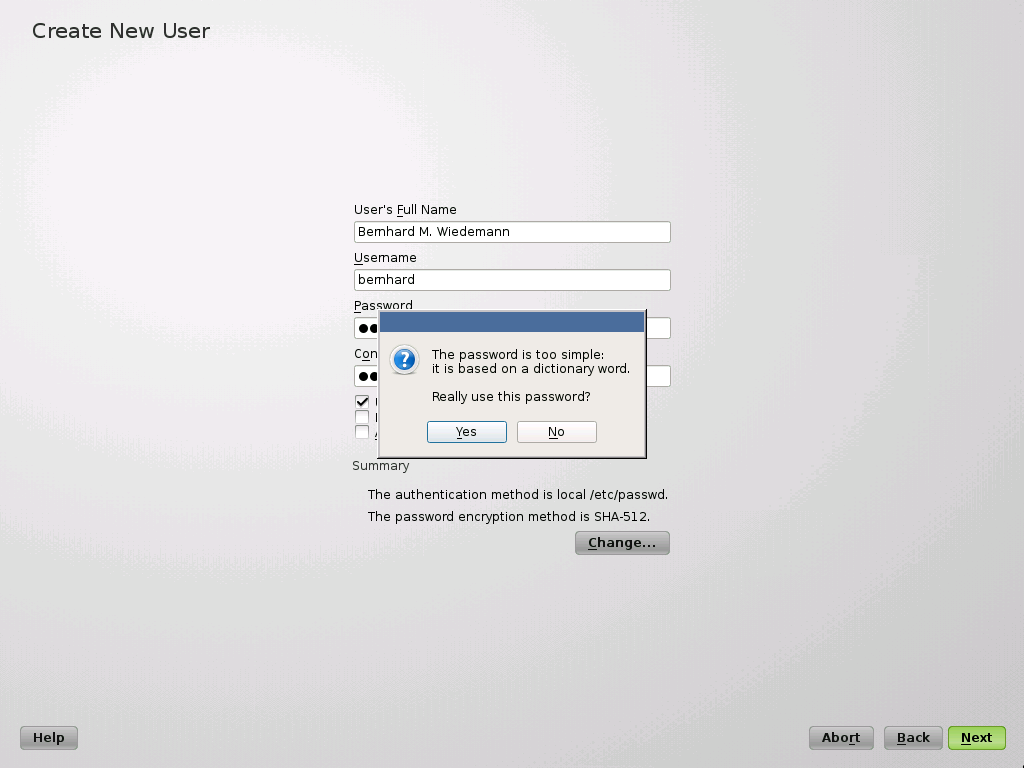 Create New User
User's Full Name
Bernhard M. Wiedemann
Username
bernhard
Password
The password is too simple:
it is based on a dictionary word.
Really use this password?
Yes No
Summary
The authentication method is local /etc/passwd.
The password encryption method is SHA-512.
Change...
Help Abort Back Next